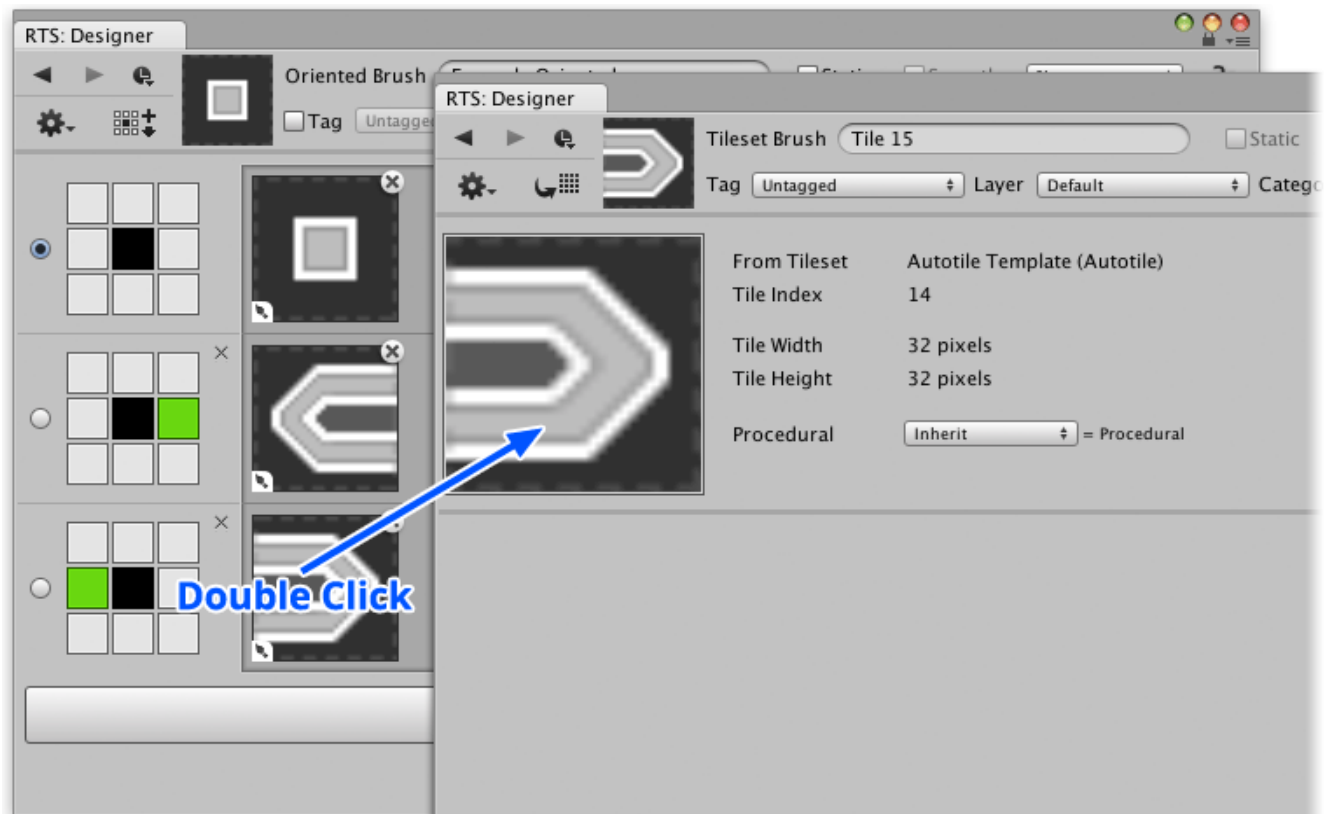 RTS: Designer
Oriented Brush
Tag Untagged
RTS: Designer
Tileset Brush Tile 15 Static
Tag Untagged Layer Default
From Tileset Autotile Template (Autotile)
Tile Index 14
Tile Width 32 pixels
Tile Height 32 pixels
Procedural Inherit = Procedural
Double Click